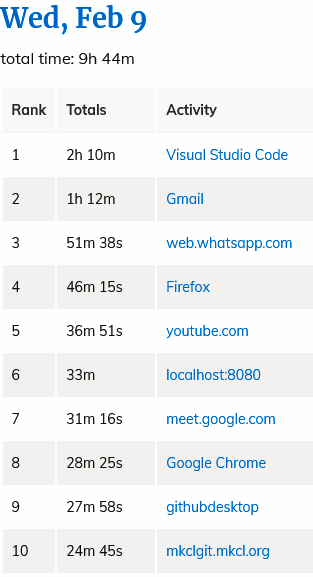 Wed, Feb 9
total time: 9h 44m
Rank Totals Activity
1 2h 10m Visual Studio Code
2 1h 12m Gmail
3 51m 38s web.whatsapp.com
4 46m 15s Firefox
5 36m 51s youtube.com
6 33m localhost:8080
7 31m 16s meet.google.com
8 28m 25s Google Chrome
9 27m 58s githubdesktop
10 24m 45s mkclgit.mkcl.org